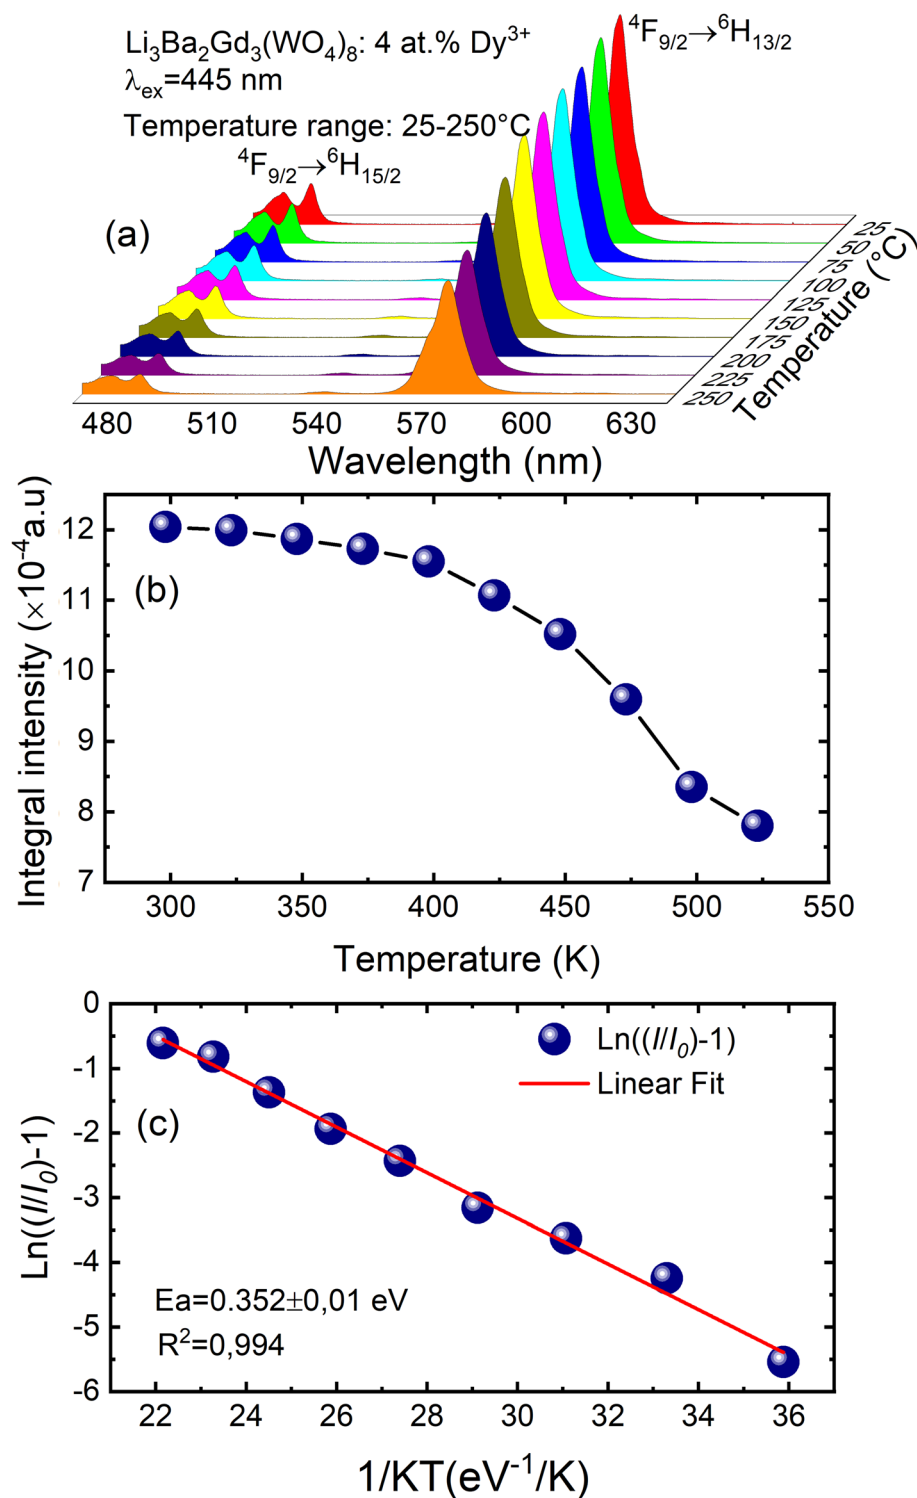 Li₃Ba₂Gd₃(WO₄)₈: 4 at.% Dy³⁺
⁴F₉/₂→⁶H₁₃/₂
λₑₓ=445 nm
Temperature range: 25-250°C
⁴F₉/₂→⁶H₁₅/₂
(a)
25
50
75
100
125
150
175
200
225
250
Temperature (°C)
480 510 540 570 600 630
Wavelength (nm)
12
11
10
9
8
7
Integral intensity (×10⁻⁴a.u)
(b)
300 350 400 450 500 550
Temperature (K)
0
-1
-2
-3
-4
-5
-6
Ln((I/I₀)-1)
Ln((I/I₀)-1)
Linear Fit
(c)
Ea=0.352±0,01 eV
R²=0,994
22 24 26 28 30 32 34 36
1/KT(eV⁻¹/K)